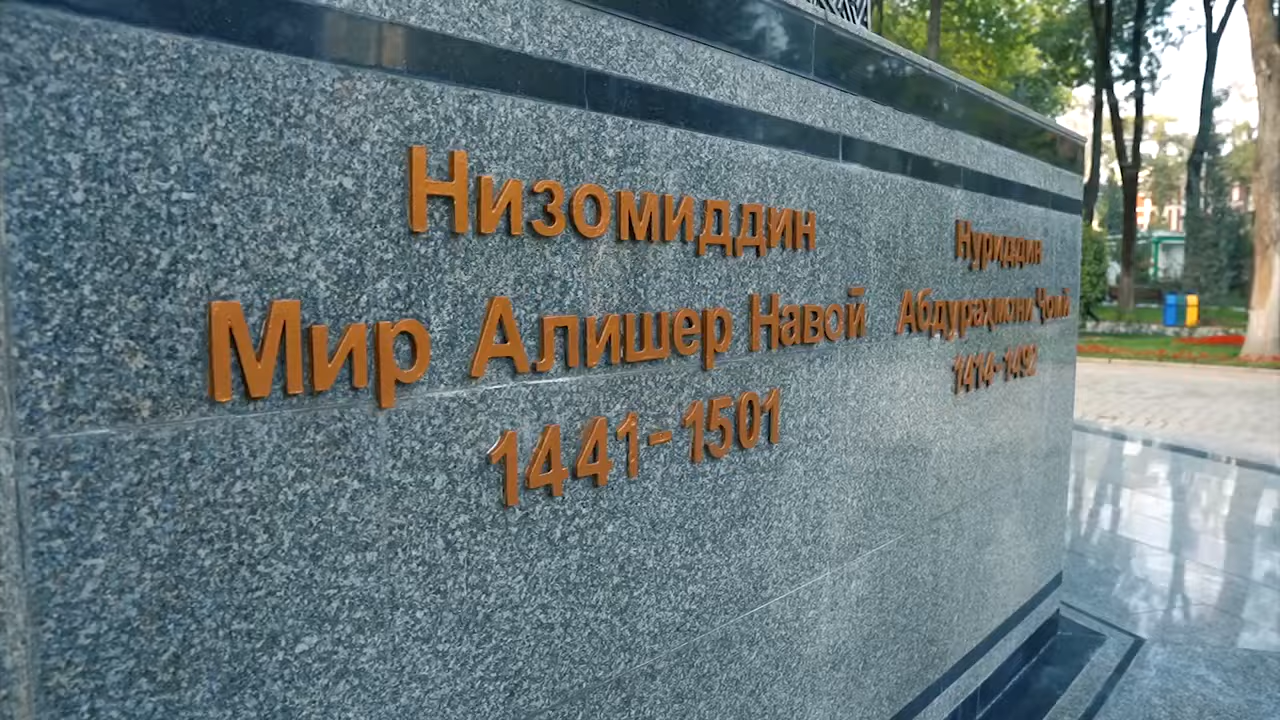 Низомиддин
Мир Алишер Навоӣ
1441-1501
Нуриддин
Абдураҳмони Ҷомӣ
1414-1492